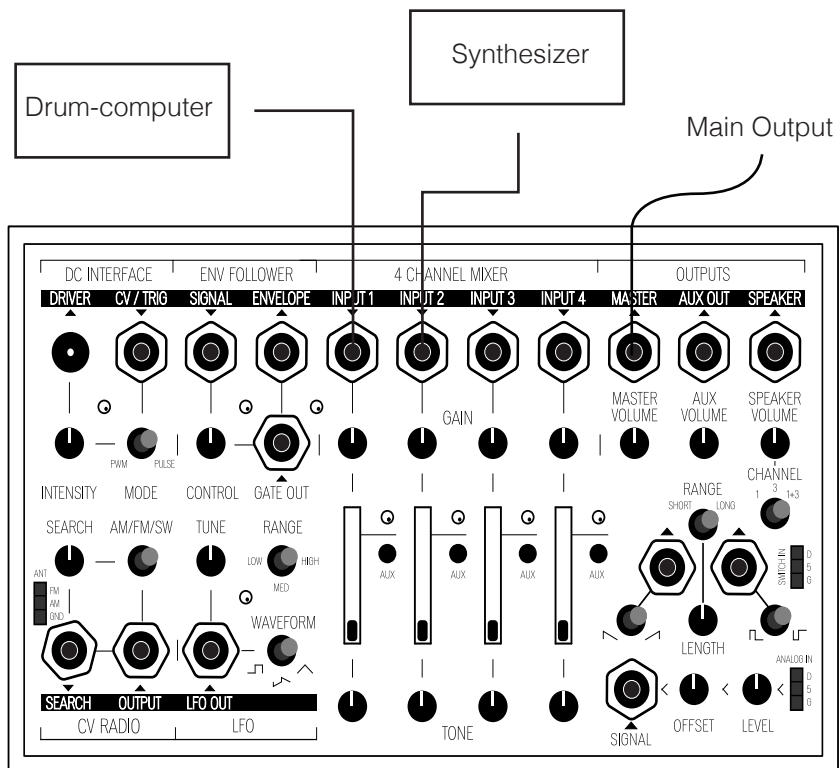 Synthesizer
Drum-computer
Main Output
DC INTERFACE ENV FOLLOWER 4 CHANNEL MIXER OUTPUTS
DRIVER CV / TRIG SIGNAL ENVELOPE INPUT 1 INPUT 2 INPUT 3 INPUT 4 MASTER AUX OUT SPEAKER
MASTER VOLUME AUX VOLUME SPEAKER VOLUME
GAIN
PWM PULSE
INTENSITY MODE CONTROL GATE OUT
CHANNEL
1 3 1+3
RANGE
SHORT LONG
SEARCH AM/FM/SW TUNE RANGE
LOW MED HIGH
AUX AUX AUX AUX
ANT
FM
AM
GND
SWITCH IN
D
5
G
WAVEFORM
LENGTH
ANALOG IN
D
5
G
SEARCH OUTPUT LFO OUT
CV RADIO LFO
TONE
SIGNAL OFFSET LEVEL